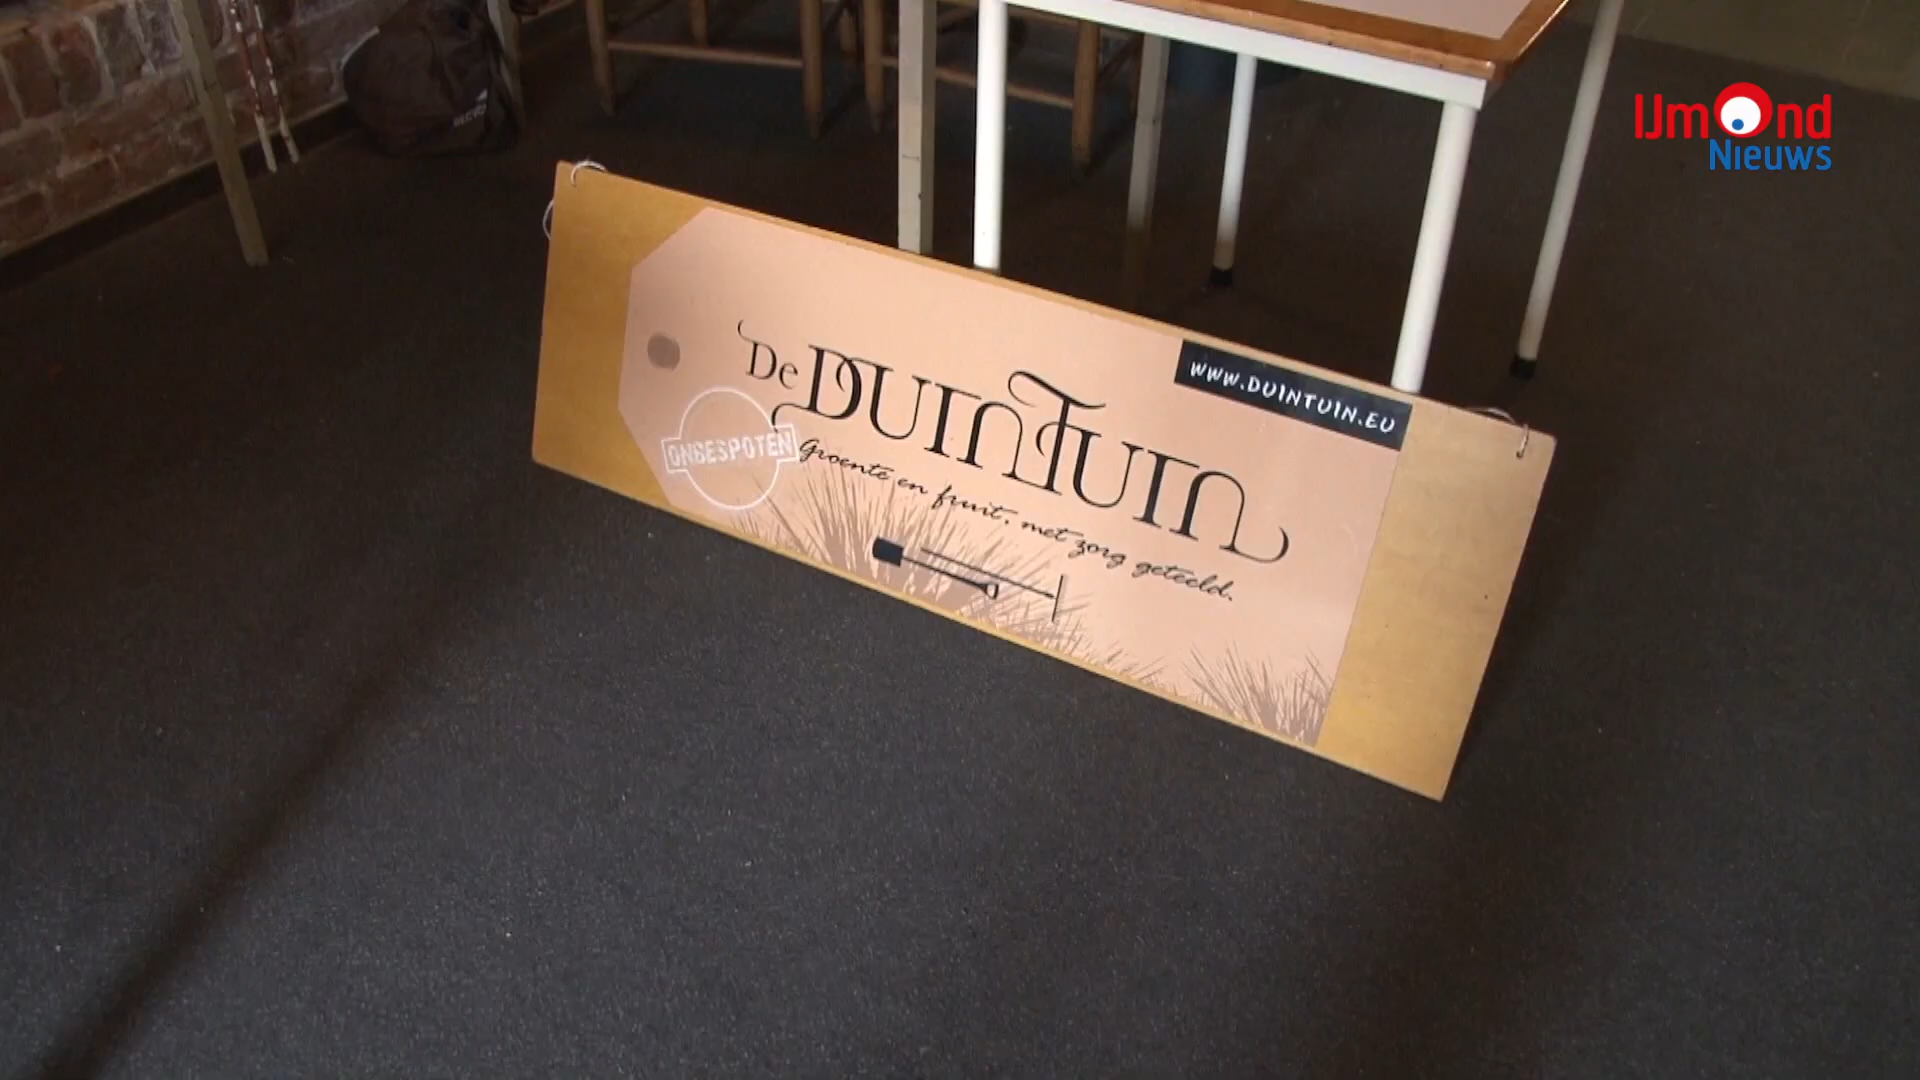 IJmond
Nieuws
www.duintuin.eu
De DuinTuin
ONBESPOTEN
Groente en fruit, met zorg geteeld.